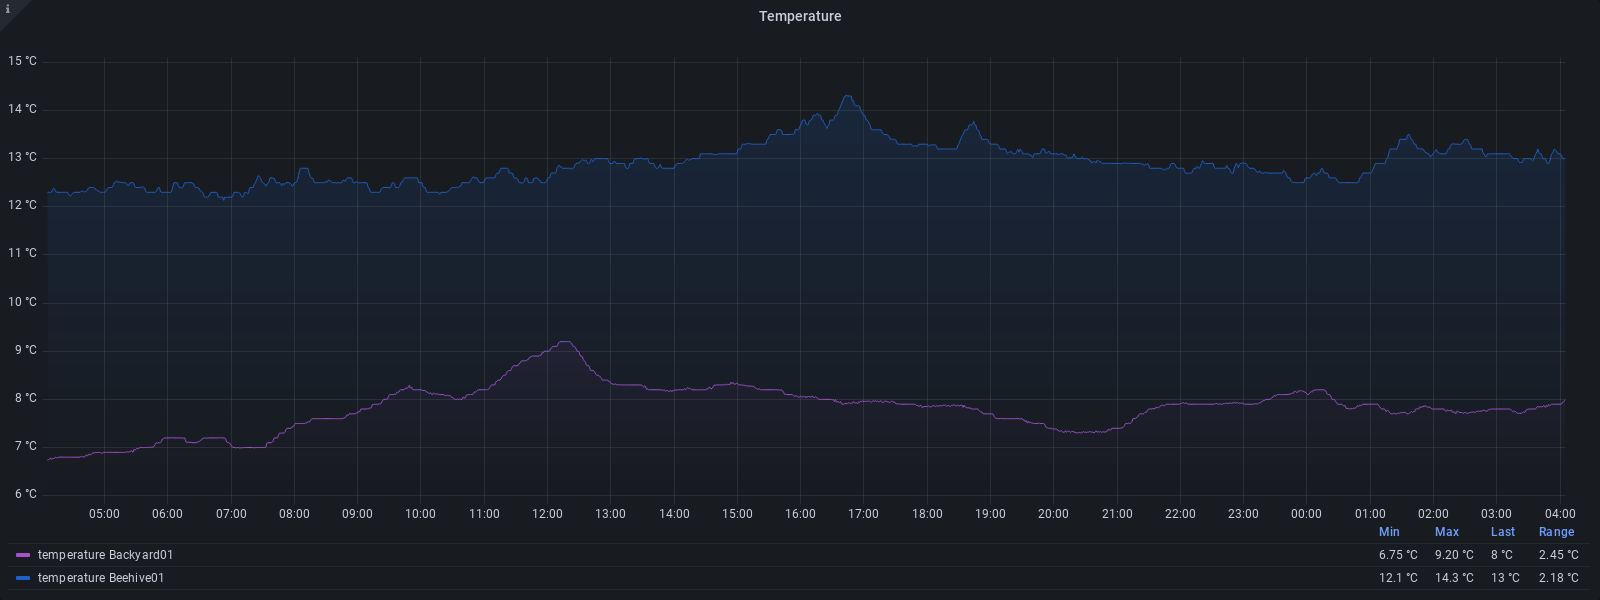 i
Temperature
15 °C
14 °C
13 °C
12 °C
11 °C
10 °C
9 °C
8 °C
7 °C
6 °C
05:00 06:00 07:00 08:00 09:00 10:00 11:00 12:00 13:00 14:00 15:00 16:00 17:00 18:00 19:00 20:00 21:00 22:00 23:00 00:00 01:00 02:00 03:00 04:00
Min Max Last Range
temperature Backyard01 6.75 °C 9.20 °C 8 °C 2.45 °C
temperature Beehive01 12.1 °C 14.3 °C 13 °C 2.18 °C